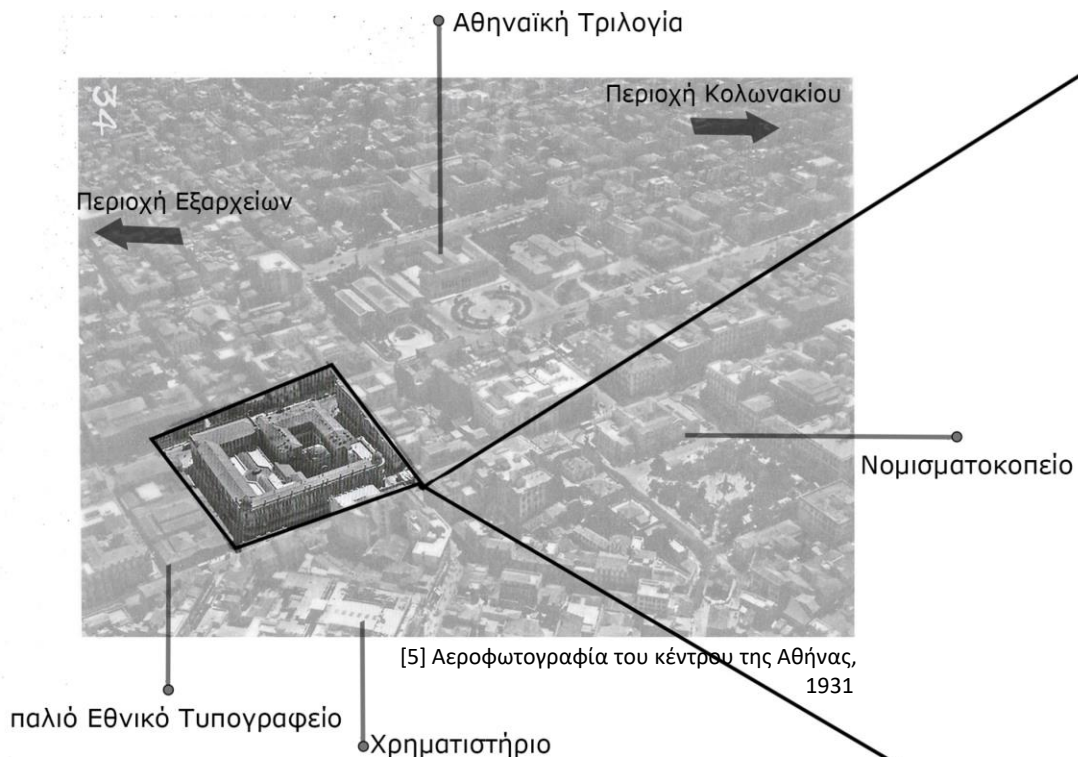 Αθηναϊκή Τριλογία
34
Περιοχή Κολωνακίου
Περιοχή Εξαρχείων
Νομισματοκοπείο
[5] Αεροφωτογραφία του κέντρου της Αθήνας,
1931
παλιό Εθνικό Τυπογραφείο
Χρηματιστήριο